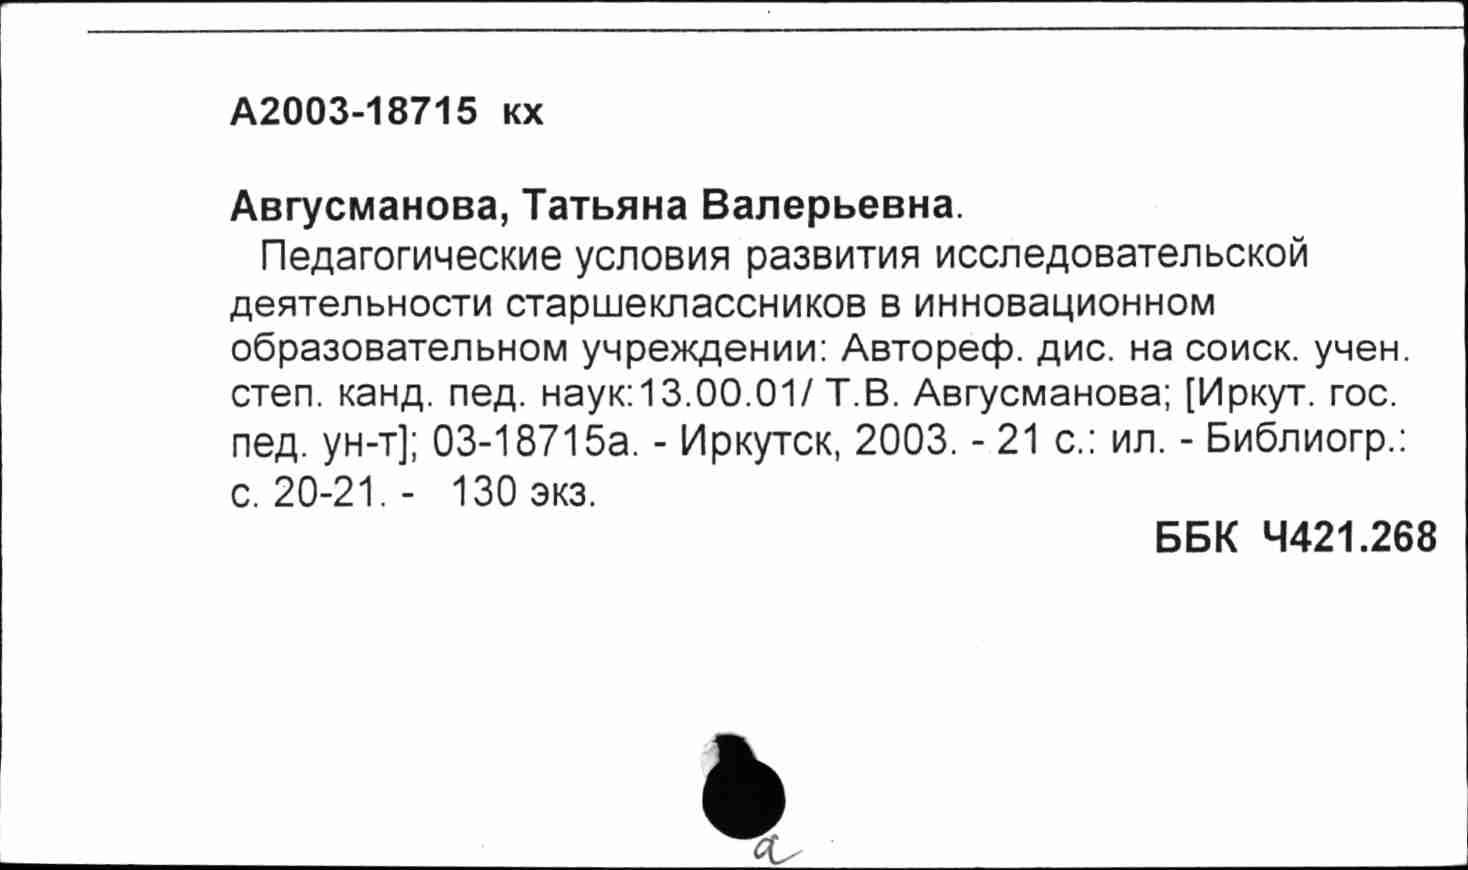 А2003-18715 кх
Авгусманова, Татьяна Валерьевна.
Педагогические условия развития исследовательской
деятельности старшеклассников в инновационном
образовательном учреждении: Автореф. дис. на соиск. учен.
степ. канд. пед. наук:13.00.01/ Т.В. Авгусманова; [Иркут. гос.
пед. ун-т]; 03-18715а. - Иркутск, 2003. - 21 с.: ил. - Библиогр.:
с. 20-21. - 130 экз.
ББК Ч421.268
а